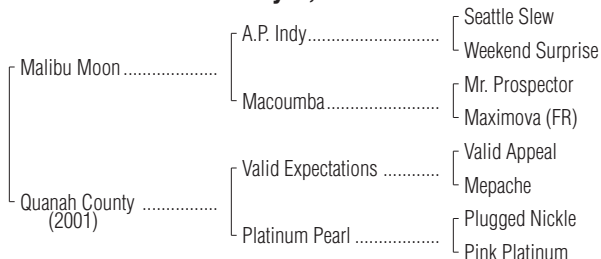 Seattle Slew
A.P. Indy
Weekend Surprise
Malibu Moon
Mr. Prospector
Macoumba
Maximova (FR)
Valid Appeal
Valid Expectations
Mepache
Quanah County
(2001)
Plugged Nickle
Platinum Pearl
Pink Platinum